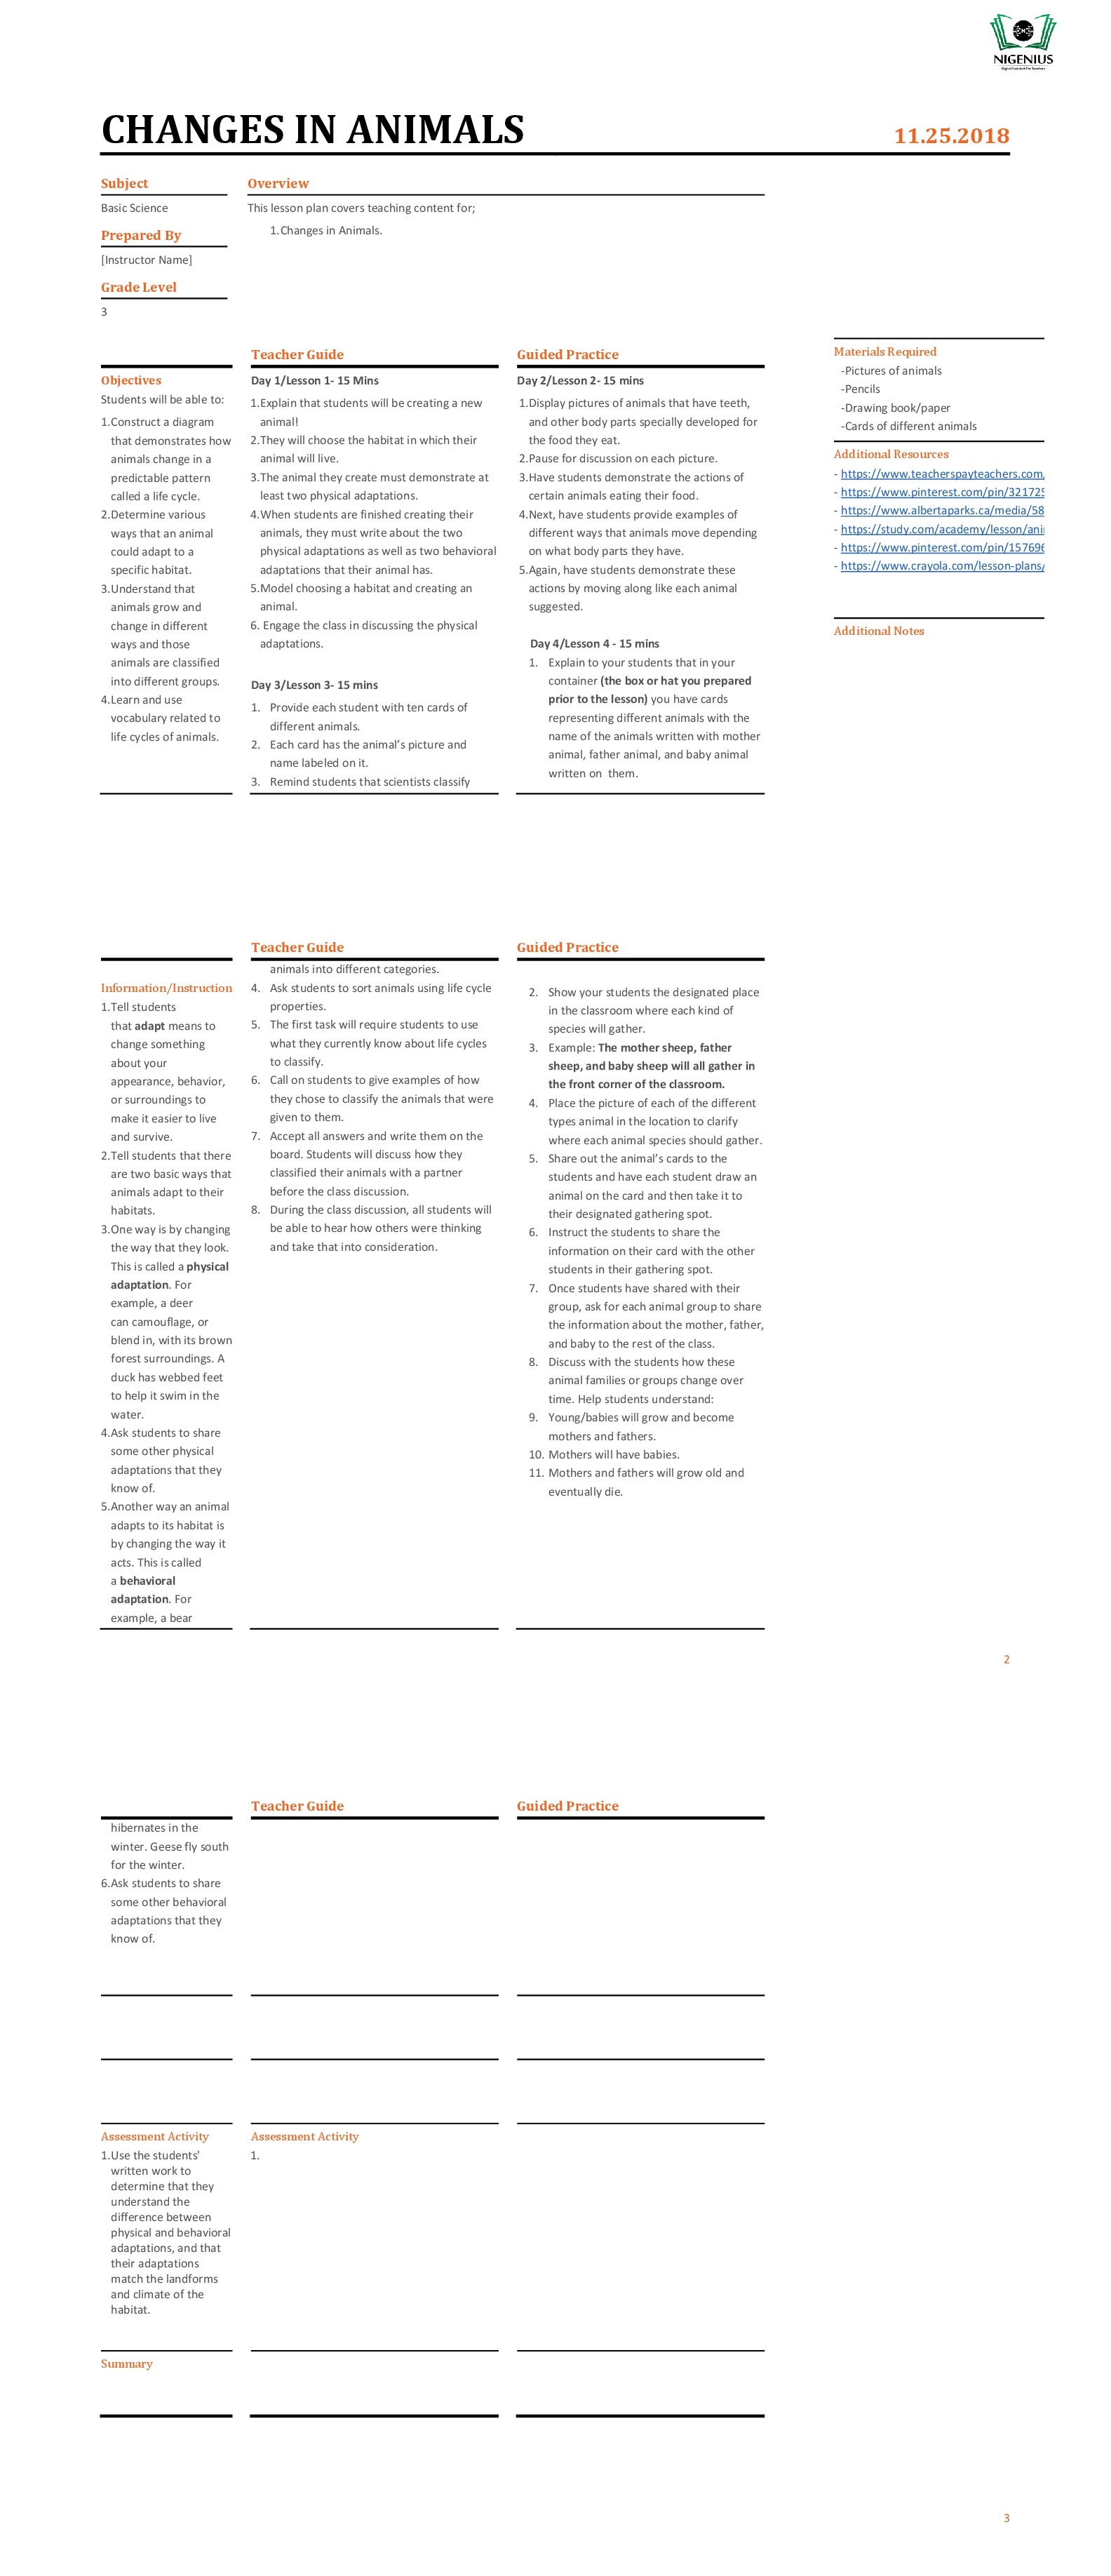 NIGENIUS
Digital Assistant For Teachers
CHANGES IN ANIMALS
11.25.2018
Subject
Basic Science
Prepared By
[Instructor Name]
Grade Level
3
Overview
This lesson plan covers teaching content for;
1.Changes in Animals.
Objectives
Students will be able to:
1.Construct a diagram
that demonstrates how
animals change in a
predictable pattern
called a life cycle.
2.Determine various
ways that an animal
could adapt to a
specific habitat.
3.Understand that
animals grow and
change in different
ways and those
animals are classified
into different groups.
4.Learn and use
vocabulary related to
life cycles of animals.
Teacher Guide
Day 1/Lesson 1- 15 Mins
1.Explain that students will be creating a new
animal!
2.They will choose the habitat in which their
animal will live.
3.The animal they create must demonstrate at
least two physical adaptations.
4.When students are finished creating their
animals, they must write about the two
physical adaptations as well as two behavioral
adaptations that their animal has.
5.Model choosing a habitat and creating an
animal.
6. Engage the class in discussing the physical
adaptations.
Day 3/Lesson 3- 15 mins
1. Provide each student with ten cards of
different animals.
2. Each card has the animal’s picture and
name labeled on it.
3. Remind students that scientists classify
Guided Practice
Day 2/Lesson 2- 15 mins
1.Display pictures of animals that have teeth,
and other body parts specially developed for
the food they eat.
2.Pause for discussion on each picture.
3.Have students demonstrate the actions of
certain animals eating their food.
4.Next, have students provide examples of
different ways that animals move depending
on what body parts they have.
5.Again, have students demonstrate these
actions by moving along like each animal
suggested.
Day 4/Lesson 4 - 15 mins
1. Explain to your students that in your
container (the box or hat you prepared
prior to the lesson) you have cards
representing different animals with the
name of the animals written with mother
animal, father animal, and baby animal
written on  them.
Materials Required
-Pictures of animals
-Pencils
-Drawing book/paper
-Cards of different animals
Additional Resources
- https://www.teacherspayteachers.com,
- https://www.pinterest.com/pin/321725
- https://www.albertaparks.ca/media/58
- https://study.com/academy/lesson/ani
- https://www.pinterest.com/pin/157696
- https://www.crayola.com/lesson-plans/
Additional Notes
Information/Instruction
1.Tell students
that adapt means to
change something
about your
appearance, behavior,
or surroundings to
make it easier to live
and survive.
2.Tell students that there
are two basic ways that
animals adapt to their
habitats.
3.One way is by changing
the way that they look.
This is called a physical
adaptation. For
example, a deer
can camouflage, or
blend in, with its brown
forest surroundings. A
duck has webbed feet
to help it swim in the
water.
4.Ask students to share
some other physical
adaptations that they
know of.
5.Another way an animal
adapts to its habitat is
by changing the way it
acts. This is called
a behavioral
adaptation. For
example, a bear
Teacher Guide
animals into different categories.
4. Ask students to sort animals using life cycle
properties.
5. The first task will require students to use
what they currently know about life cycles
to classify.
6. Call on students to give examples of how
they chose to classify the animals that were
given to them.
7. Accept all answers and write them on the
board. Students will discuss how they
classified their animals with a partner
before the class discussion.
8. During the class discussion, all students will
be able to hear how others were thinking
and take that into consideration.
Guided Practice
2. Show your students the designated place
in the classroom where each kind of
species will gather.
3. Example: The mother sheep, father
sheep, and baby sheep will all gather in
the front corner of the classroom.
4. Place the picture of each of the different
types animal in the location to clarify
where each animal species should gather.
5. Share out the animal’s cards to the
students and have each student draw an
animal on the card and then take it to
their designated gathering spot.
6. Instruct the students to share the
information on their card with the other
students in their gathering spot.
7. Once students have shared with their
group, ask for each animal group to share
the information about the mother, father,
and baby to the rest of the class.
8. Discuss with the students how these
animal families or groups change over
time. Help students understand:
9. Young/babies will grow and become
mothers and fathers.
10. Mothers will have babies.
11. Mothers and fathers will grow old and
eventually die.
2
Teacher Guide
Guided Practice
hibernates in the
winter. Geese fly south
for the winter.
6.Ask students to share
some other behavioral
adaptations that they
know of.
Assessment Activity
1.Use the students'
written work to
determine that they
understand the
difference between
physical and behavioral
adaptations, and that
their adaptations
match the landforms
and climate of the
habitat.
Assessment Activity
1.
Summary
3